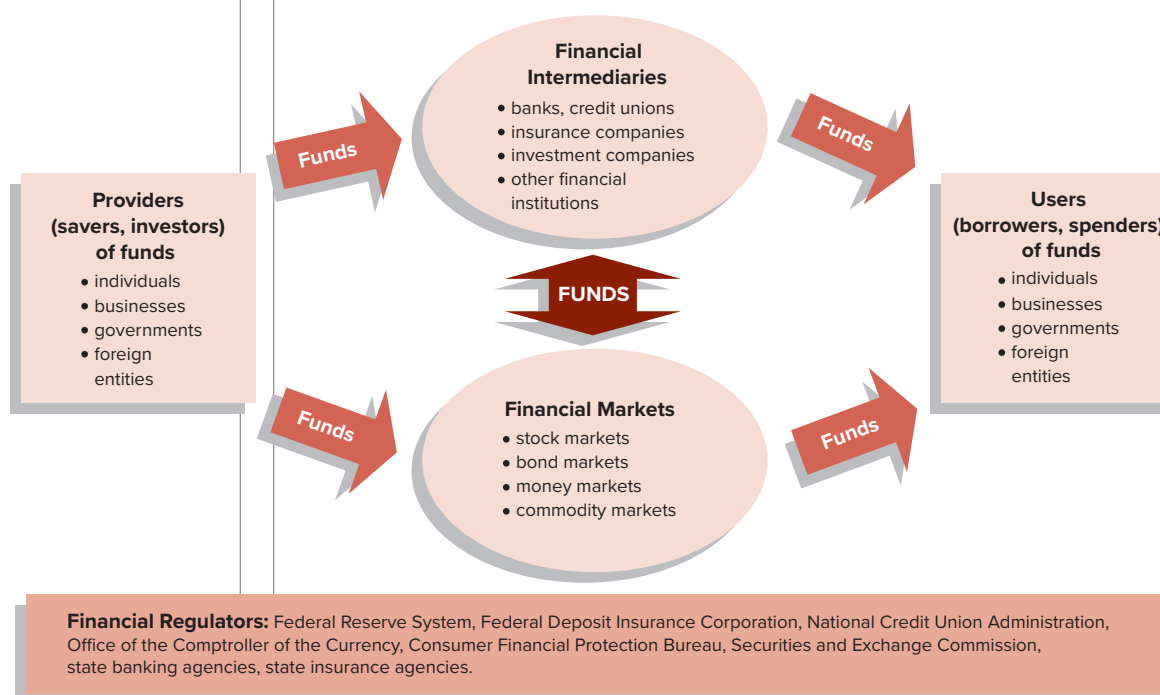 Financial
Intermediaries
• banks, credit unions
• insurance companies
• investment companies
• other financial
institutions
Funds
Funds
Providers
(savers, investors)
of funds
• individuals
• businesses
• governments
• foreign
entities
Users
(borrowers, spenders)
of funds
• individuals
• businesses
• governments
• foreign
entities
FUNDS
Funds
Funds
Financial Markets
• stock markets
• bond markets
• money markets
• commodity markets
Financial Regulators: Federal Reserve System, Federal Deposit Insurance Corporation, National Credit Union Administration,
Office of the Comptroller of the Currency, Consumer Financial Protection Bureau, Securities and Exchange Commission,
state banking agencies, state insurance agencies.